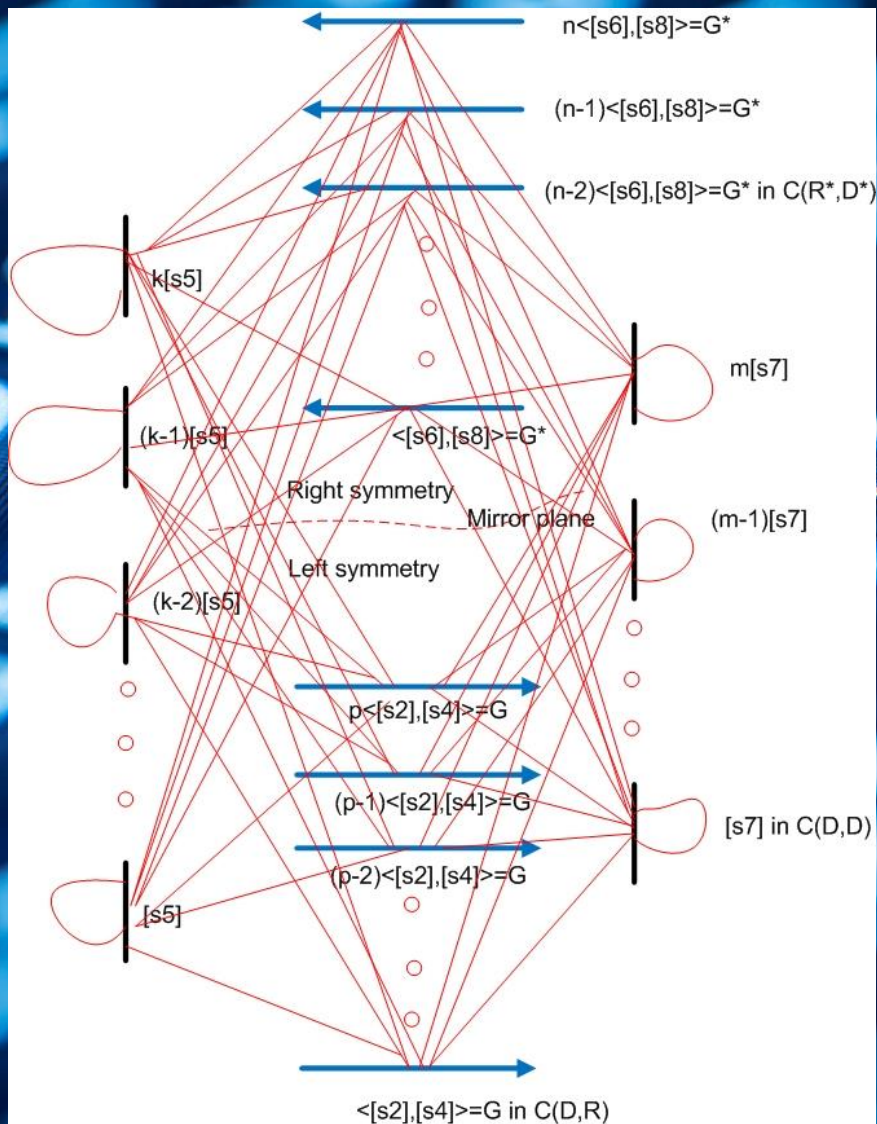 n<[s6],[s8]>=G*
(n-1)<[s6],[s8]>=G*
(n-2)<[s6],[s8]>=G* in C(R*,D*)
k[s5]
m[s7]
(k-1)[s5]
<[s6],[s8]>=G*
Right symmetry
Mirror plane
(m-1)[s7]
Left symmetry
(k-2)[s5]
p<[s2],[s4]>=G
(p-1)<[s2],[s4]>=G
[s7] in C(D,D)
(p-2)<[s2],[s4]>=G
[s5]
<[s2],[s4]>=G in C(D,R)